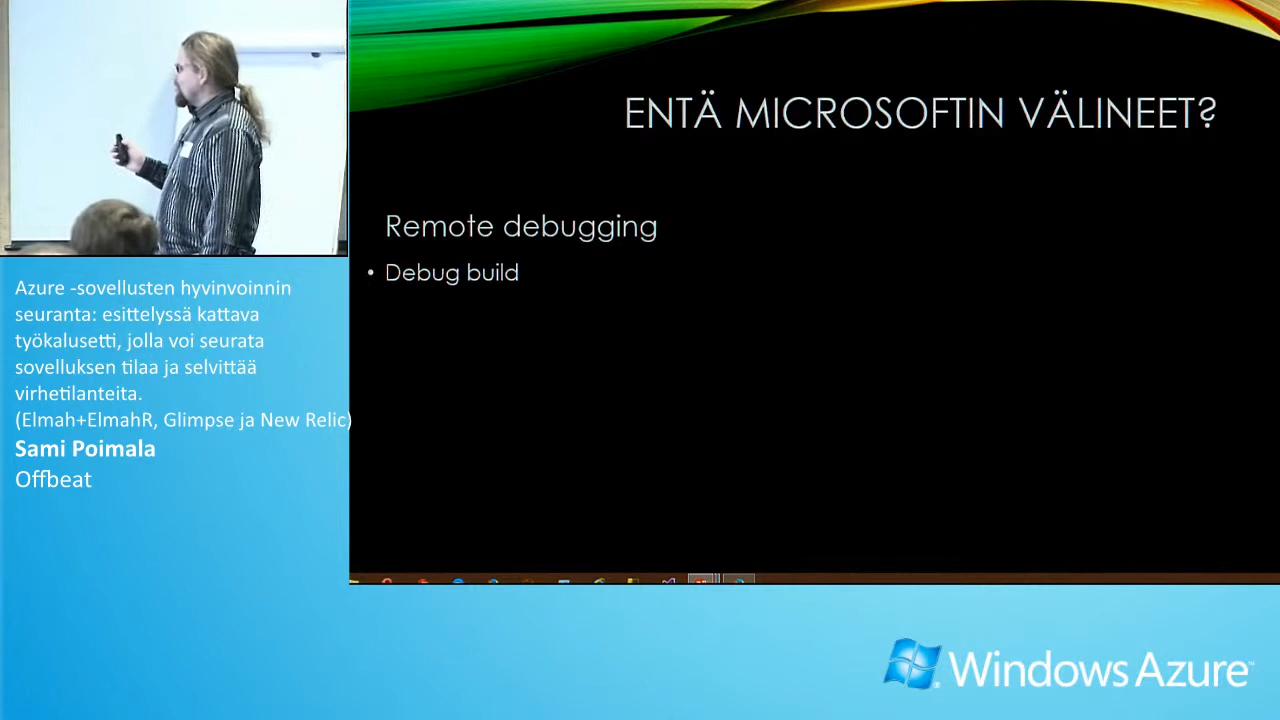 ENTÄ MICROSOFTIN VÄLINEET?
Remote debugging
• Debug build
Azure -sovellusten hyvinvoinnin
seuranta: esittelyssä kattava
työkalusetti, jolla voi seurata
sovelluksen tilaa ja selvittää
virhetilanteita.
(Elmah+ElmahR, Glimpse ja New Relic)
Sami Poimala
Offbeat
Windows Azure™